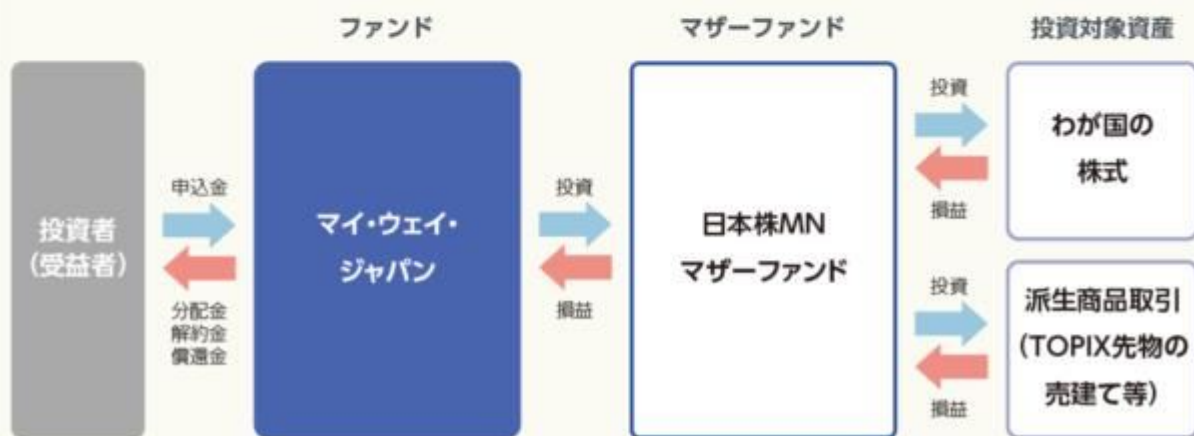 ファンド
マザーファンド
投資対象資産
投資者
（受益者）
申込金
分配金
解約金
償還金
マイ・ウェイ・
ジャパン
投資
損益
日本株MN
マザーファンド
投資
損益
わが国の
株式
投資
損益
派生商品取引
（TOPIX先物の
売建て等）